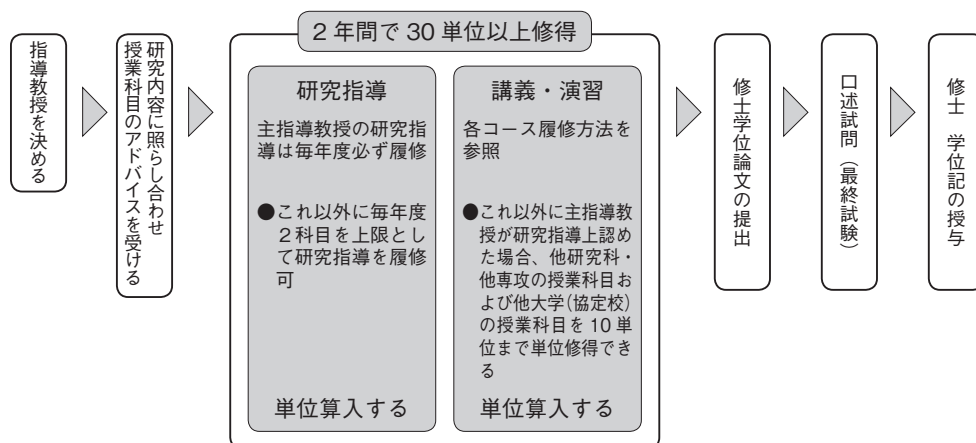 指導教授を決める
研究内容に照らし合わせ
授業科目のアドバイスを受ける
2年間で30単位以上修得
研究指導
主指導教授の研究指
導は毎年度必ず履修
●これ以外に毎年度
2科目を上限とし
て研究指導を履修
可
単位算入する
講義・演習
各コース履修方法を
参照
●これ以外に主指導教
授が研究指導上認め
た場合、他研究科・
他専攻の授業科目お
よび他大学(協定校)
の授業科目を10単
位まで単位修得でき
る
単位算入する
修士学位論文の提出
口述試問(最終試験)
修士 学位記の授与